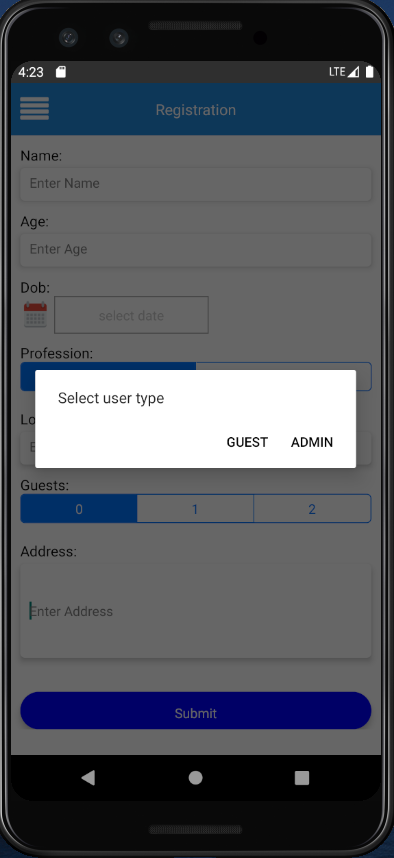 4:23 LTE
Registration
Name:
Enter Name
Age:
Enter Age
Dob:
select date
Profession:
Select user type
Lo
GUEST ADMIN
E
Guests:
0 1 2
Address:
Enter Address
Submit